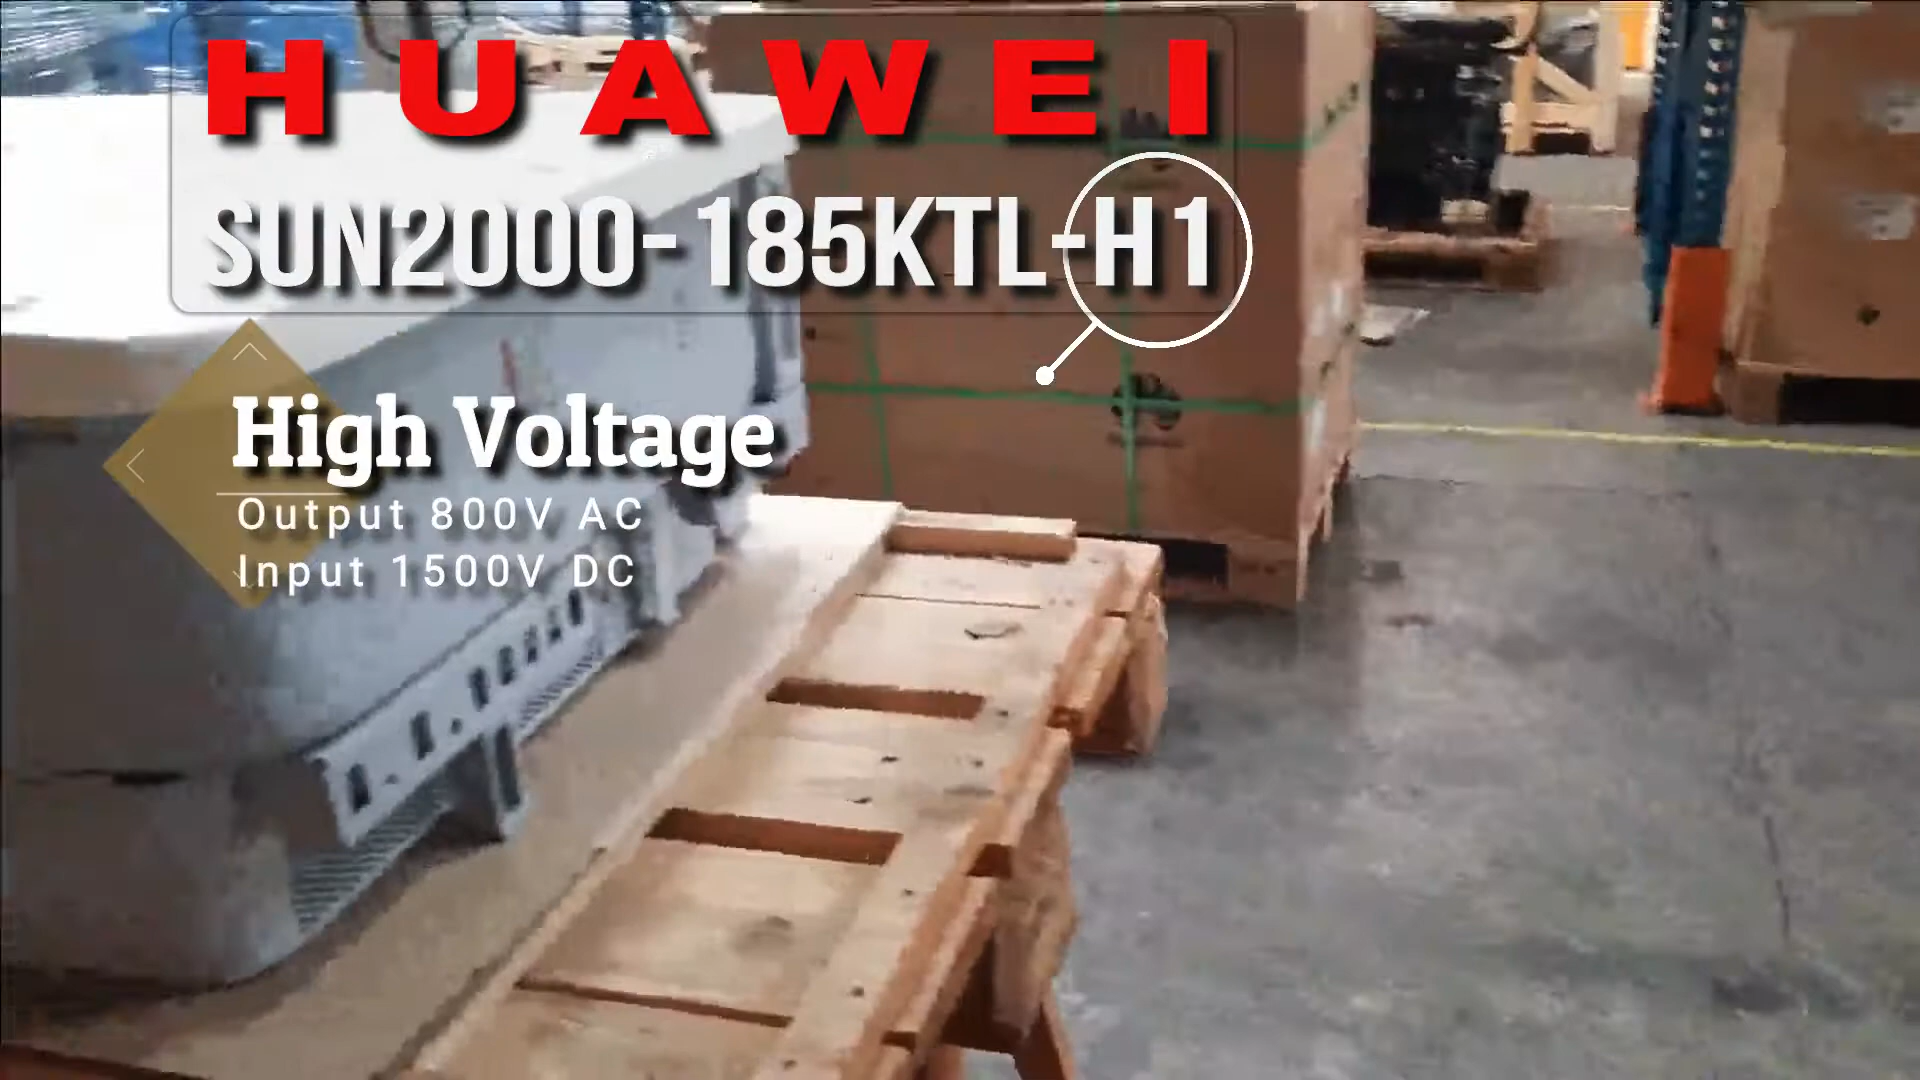 HUAWEI
SUN2000-185KTL-H1
High Voltage
Output 800V AC
Input 1500V DC